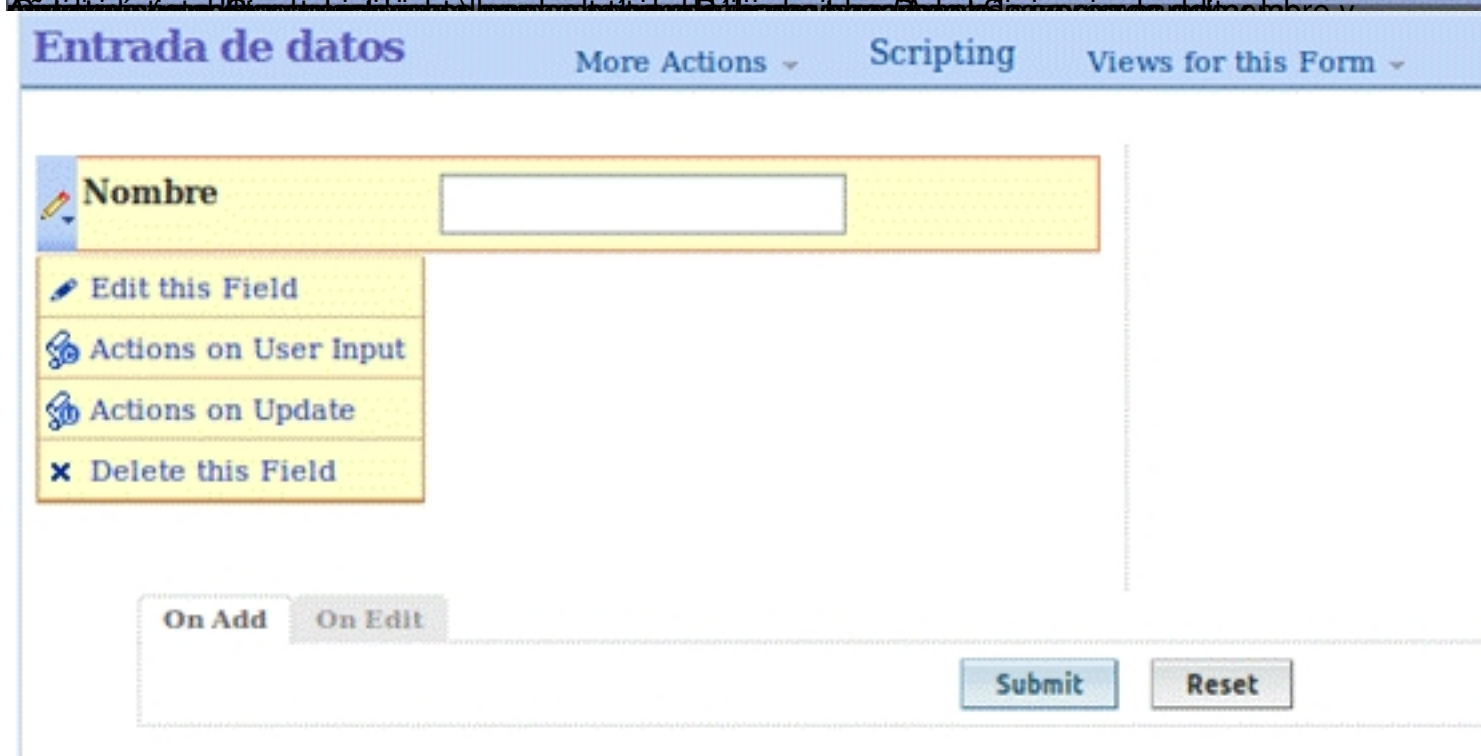 Entrada de datos More Actions Scripting Views for this Form
Nombre
Edit this Field
Actions on User Input
Actions on Update
Delete this Field
On Add On Edit
Submit Reset